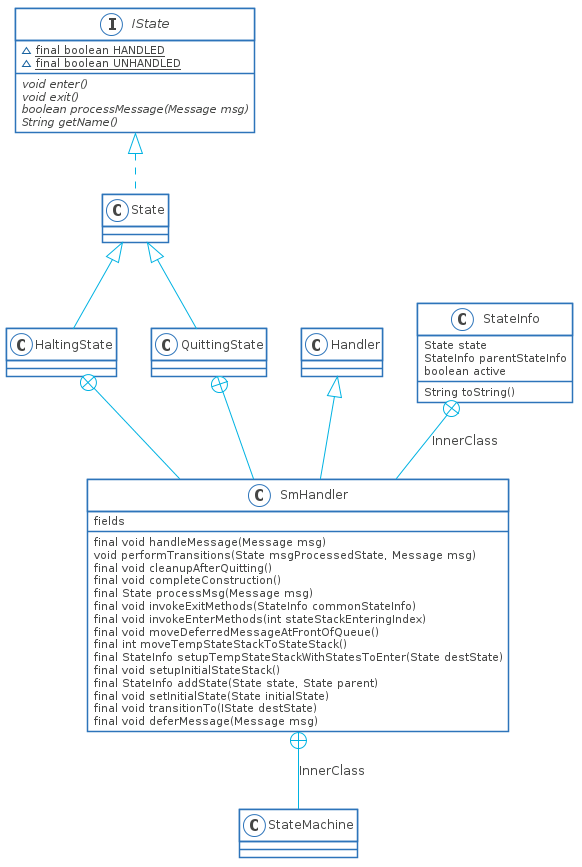 I IState
final boolean HANDLED
final boolean UNHANDLED
void enter()
void exit()
boolean processMessage(Message msg)
String getName()
C State
C HaltingState
C QuittingState
C Handler
C StateInfo
State state
StateInfo parentStateInfo
boolean active
String toString()
InnerClass
C SmHandler
fields
final void handleMessage(Message msg)
void performTransitions(State msgProcessedState, Message msg)
final void cleanupAfterQuitting()
final void completeConstruction()
final State processMsg(Message msg)
final void invokeExitMethods(StateInfo commonStateInfo)
final void invokeEnterMethods(int stateStackEnteringIndex)
final void moveDeferredMessageAtFrontOfQueue()
final int moveTempStateStackToStateStack()
final StateInfo setupTempStateStackWithStatesToEnter(State destState)
final void setupInitialStateStack()
final StateInfo addState(State state, State parent)
final void setInitialState(State initialState)
final void transitionTo(IState destState)
final void deferMessage(Message msg)
InnerClass
C StateMachine